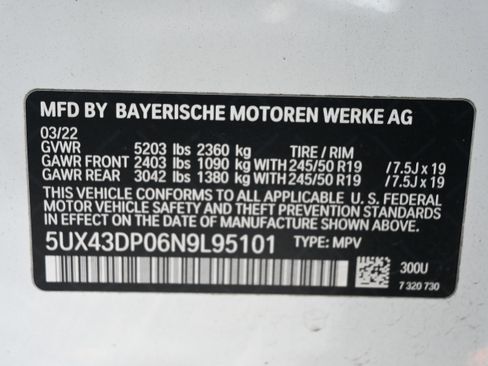 MFD BY BAYERISCHE MOTOREN WERKE AG
03/22
GVWR 5203 lbs 2360 kg TIRE / RIM
GAWR FRONT 2403 lbs 1090 kg WITH 245/50 R19 / 7.5J x 19
GAWR REAR 3042 lbs 1380 kg WITH 245/50 R19 / 7.5J x 19
THIS VEHICLE CONFORMS TO ALL APPLICABLE U.S. FEDERAL
MOTOR VEHICLE SAFETY AND THEFT PREVENTION STANDARDS
IN EFFECT ON THE DATE OF MANUFACTURE SHOWN ABOVE.
5UX43DP06N9L95101 TYPE: MPV
300U
7 320 730